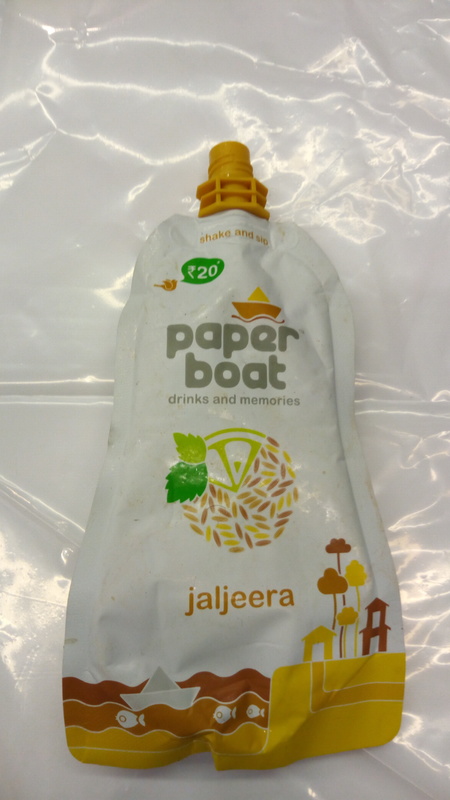 shake and sip
₹20*
paper
boat
drinks and memories
jaljeera